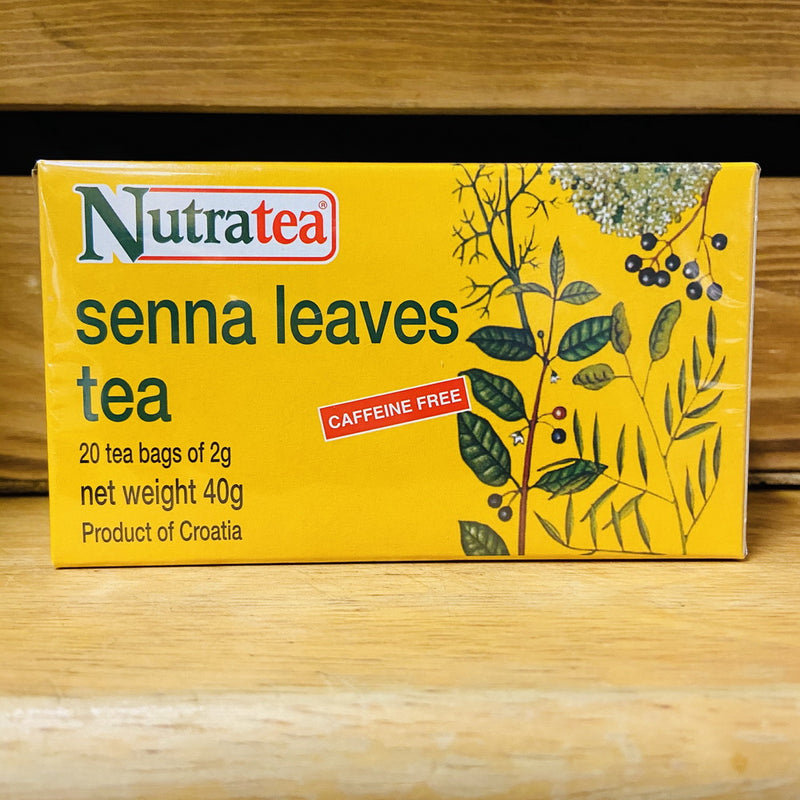 Nutratea®
senna leaves
tea
CAFFEINE FREE
20 tea bags of 2g
net weight 40g
Product of Croatia